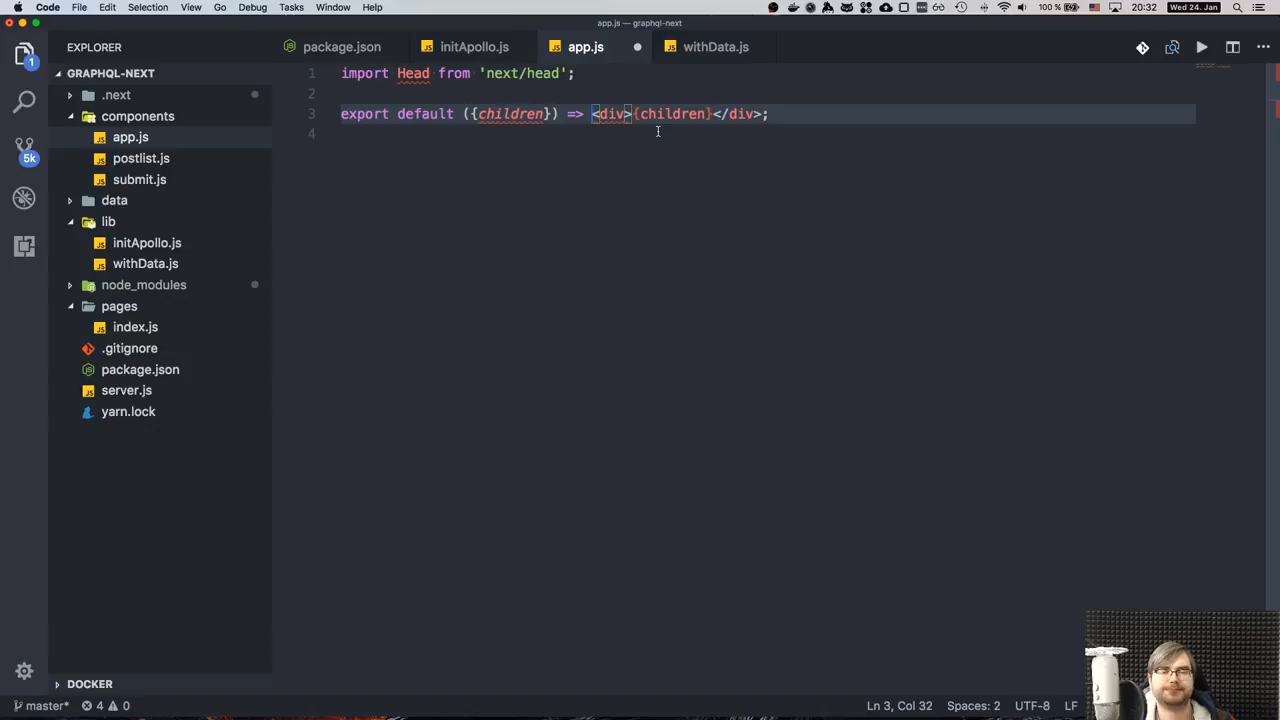 Code File Edit Selection View Go Debug Tasks Window Help 100 % 20:32 Wed 24. Jan
app.js — graphql-next
EXPLORER
package.json
initApollo.js
app.js
withData.js
GRAPHQL-NEXT
.next
components
app.js
postlist.js
submit.js
data
lib
initApollo.js
withData.js
node_modules
pages
index.js
.gitignore
package.json
server.js
yarn.lock
1
5k
1 import Head from 'next/head';
2
3 export default ({children}) => <div>{children}</div>;
4
DOCKER
master* 4 0
Ln 3, Col 32 Spaces: 2 UTF-8 LF